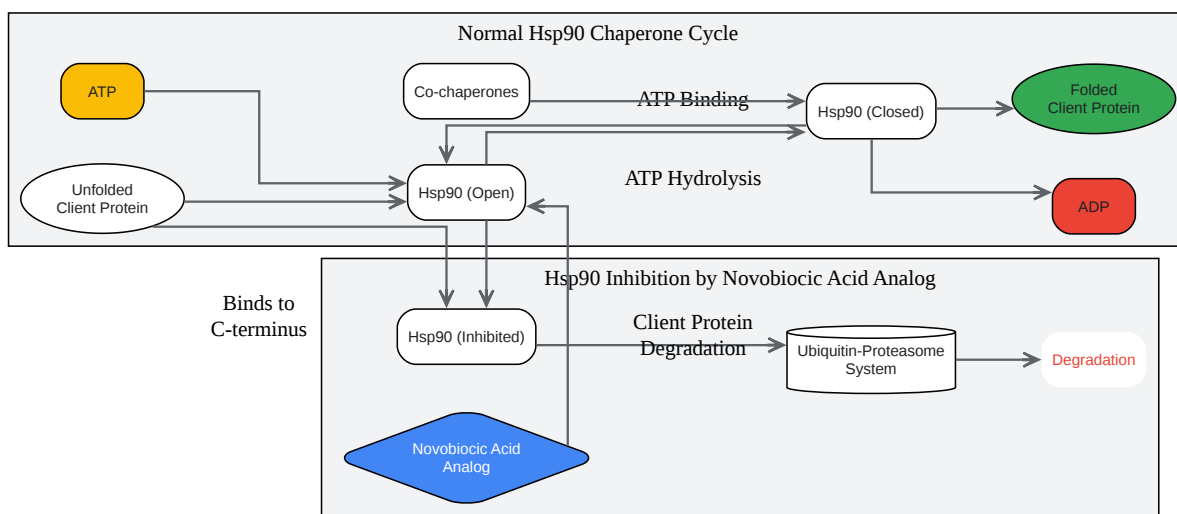 Normal Hsp90 Chaperone Cycle
ATP
Co-chaperones
ATP Binding
Hsp90 (Closed)
Folded
Client Protein
Unfolded
Client Protein
Hsp90 (Open)
ATP Hydrolysis
ADP
Hsp90 Inhibition by Novobiocic Acid Analog
Binds to
C-terminus
Hsp90 (Inhibited)
Client Protein
Degradation
Ubiquitin-Proteasome
System
Degradation
Novobiocic Acid
Analog